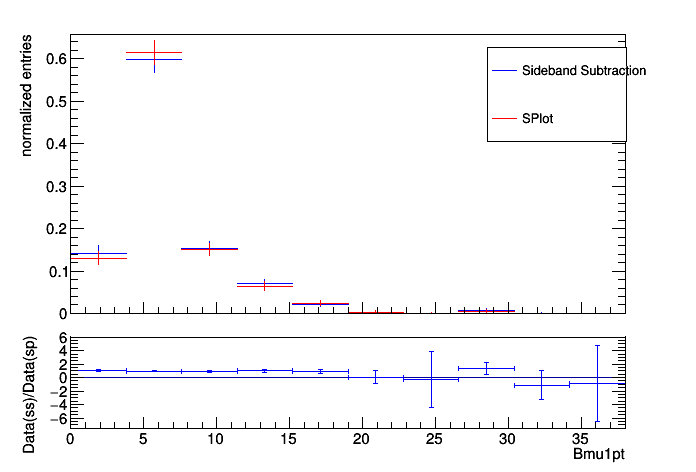 normalized entries
0.6
0.5
0.4
0.3
0.2
0.1
0
Sideband Subtraction
SPlot
Data(ss)/Data(sp)
6
4
2
0
−2
−4
−6
0 5 10 15 20 25 30 35
Bmu1pt